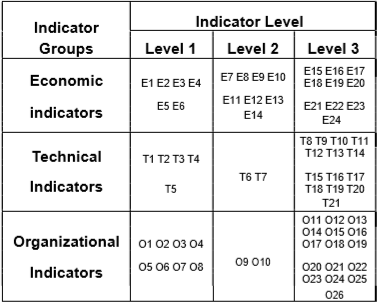 Indicator Groups
Indicator Level
Level 1
Level 2
Level 3
Economic indicators
E1 E2 E3 E4
E5 E6
E7 E8 E9 E10
E11 E12 E13
E14
E15 E16 E17
E18 E19 E20
E21 E22 E23
E24
Technical Indicators
T1 T2 T3 T4
T5
T6 T7
T8 T9 T10 T11
T12 T13 T14
T15 T16 T17
T18 T19 T20
T21
Organizational Indicators
O1 O2 O3 O4
O5 O6 O7 O8
O9 O10
O11 O12 O13
O14 O15 O16
O17 O18 O19
O20 O21 O22
O23 O24 O25
O26